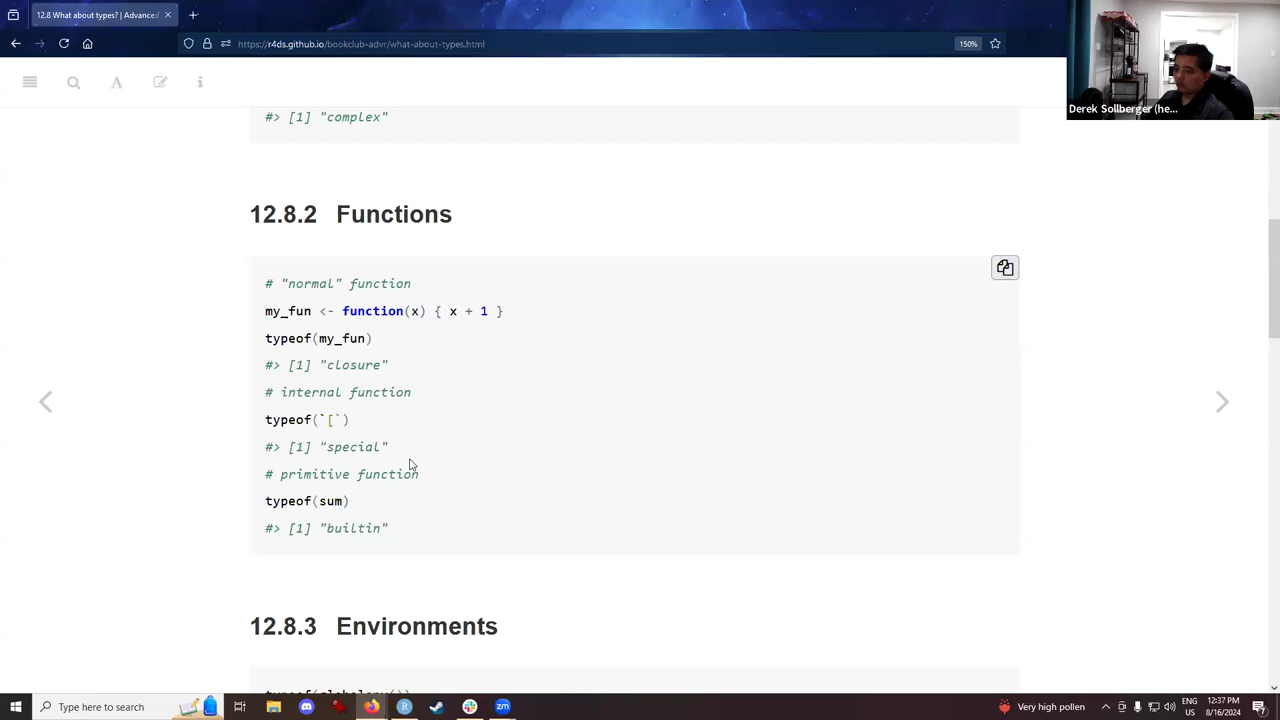 12.8 What about types? | Advanced
https://r4ds.github.io/bookclub-advr/what-about-types.html
150%
Derek Sollberger (he...
#> [1] "complex"
12.8.2 Functions
# "normal" function
my_fun <- function(x) { x + 1 }
typeof(my_fun)
#> [1] "closure"
# internal function
typeof(`[`)
#> [1] "special"
# primitive function
typeof(sum)
#> [1] "builtin"
12.8.3 Environments
typeof(globalenv())
Type here to search
Very high pollen
ENG
US
12:37 PM
8/16/2024